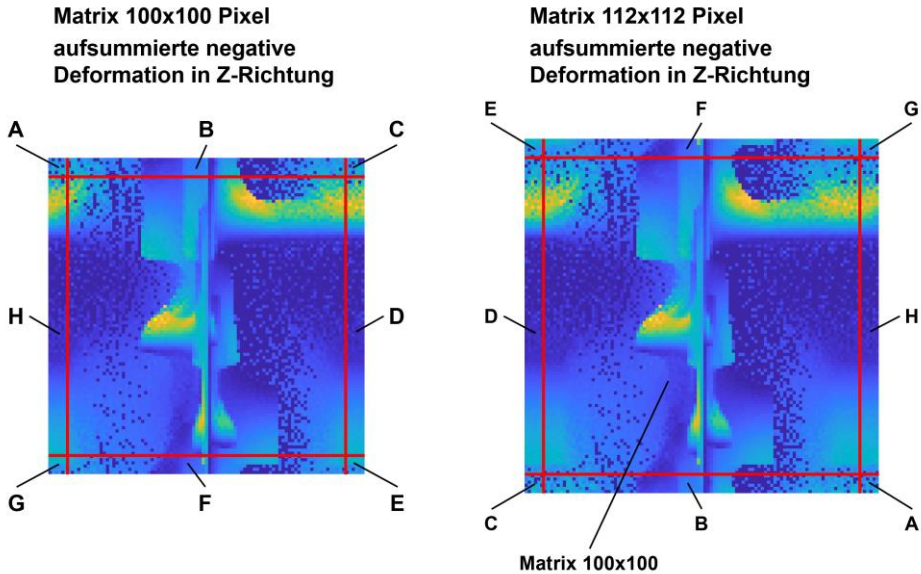 Matrix 100x100 Pixel
aufsummierte negative
Deformation in Z-Richtung
Matrix 112x112 Pixel
aufsummierte negative
Deformation in Z-Richtung
A
B
C
H
D
G
F
E
E
F
G
D
H
C
B
A
Matrix 100x100